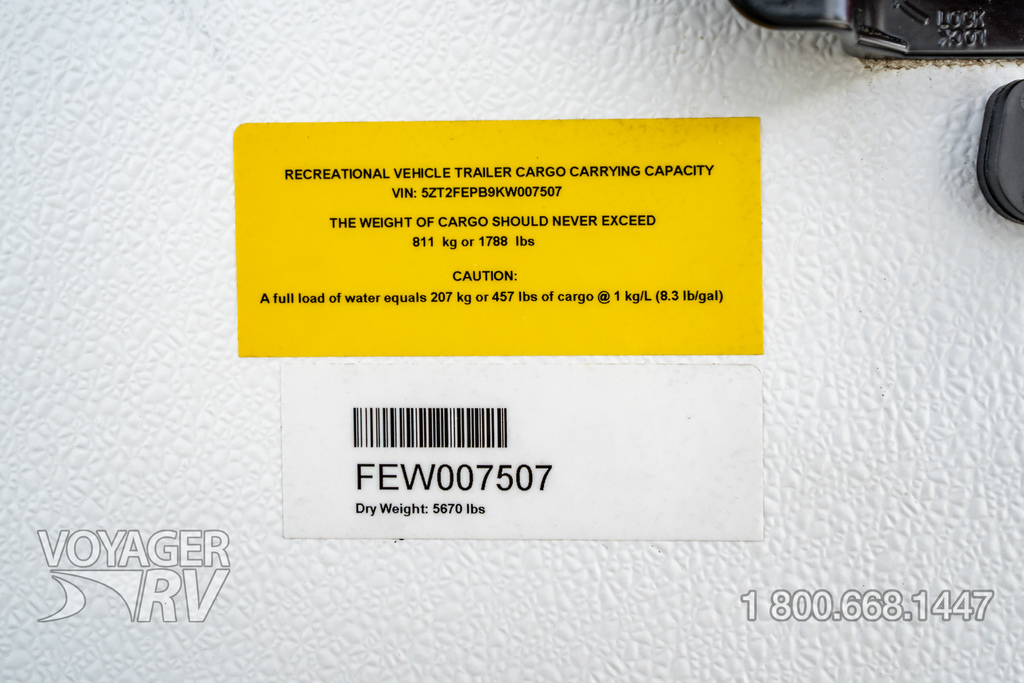 LOCK
RECREATIONAL VEHICLE TRAILER CARGO CARRYING CAPACITY
VIN: 5ZT2FEPB9KW007507
THE WEIGHT OF CARGO SHOULD NEVER EXCEED
811 kg or 1788 lbs
CAUTION:
A full load of water equals 207 kg or 457 lbs of cargo @ 1 kg/L (8.3 lb/gal)
FEW007507
Dry Weight: 5670 lbs
VOYAGER
RV
1 800.668.1447